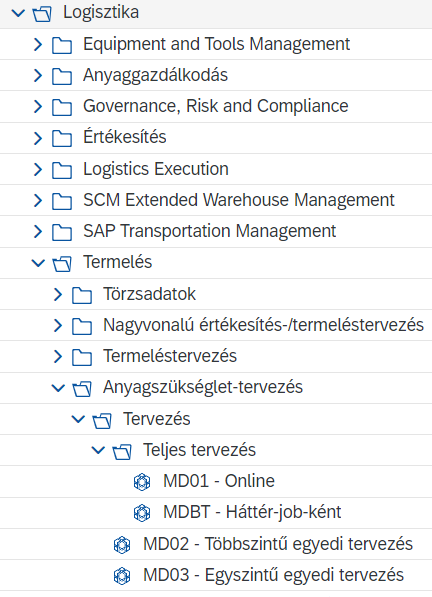 Logisztika
Equipment and Tools Management
Anyaggazdálkodás
Governance, Risk and Compliance
Értékesítés
Logistics Execution
SCM Extended Warehouse Management
SAP Transportation Management
Termelés
Törzsadatok
Nagyvonalú értékesítés-/termeléstervezés
Termeléstervezés
Anyagszükséglet-tervezés
Tervezés
Teljes tervezés
MD01 - Online
MDBT - Háttér-job-ként
MD02 - Többszintű egyedi tervezés
MD03 - Egyszintű egyedi tervezés